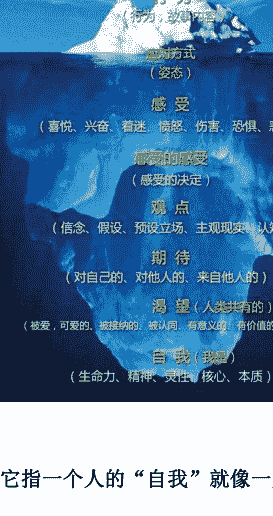 （行为，故事内容）
应对方式
（姿态）
感 受
（喜悦、兴奋、着迷、愤怒、伤害、恐惧、悲
感受的感受
（感受的决定）
观 点
（信念、假设、预设立场、主观现实、认知
期 待
（对自己的、对他人的、来自他人的）
渴 望（人类共有的）
（被爱，可爱的、被接纳的、被认同、有意义的、有价值的
自 我（我是）
（生命力、精神、灵性、核心、本质）
它指一个人的“自我”就像一